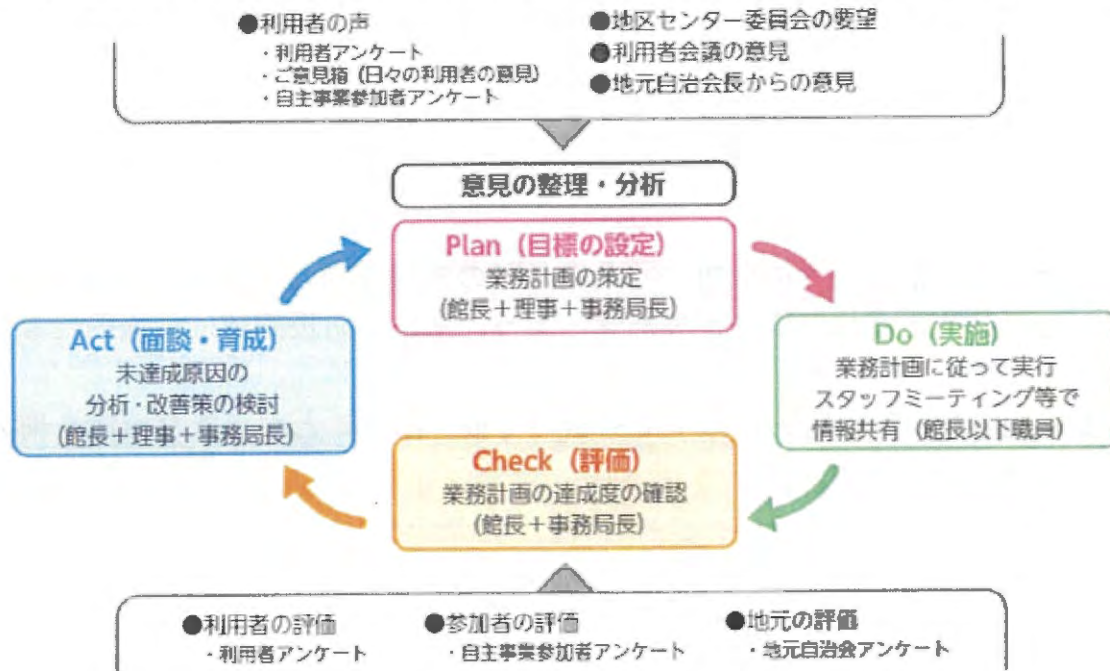 ●利用者の声
・利用者アンケート
・ご意見箱（日々の利用者の意見）
・自主事業参加者アンケート
●地区センター委員会の要望
●利用者会議の意見
●地元自治会長からの意見
意見の整理・分析
Plan（目標の設定）
業務計画の策定
（館長＋理事＋事務局長）
Do（実施）
業務計画に従って実行
スタッフミーティング等で
情報共有（館長以下職員）
Act（面談・育成）
未達成原因の
分析・改善策の検討
（館長＋理事＋事務局長）
Check（評価）
業務計画の達成度の確認
（館長＋事務局長）
●利用者の評価
・利用者アンケート
●参加者の評価
・自主事業参加者アンケート
●地元の評価
・地元自治会アンケート